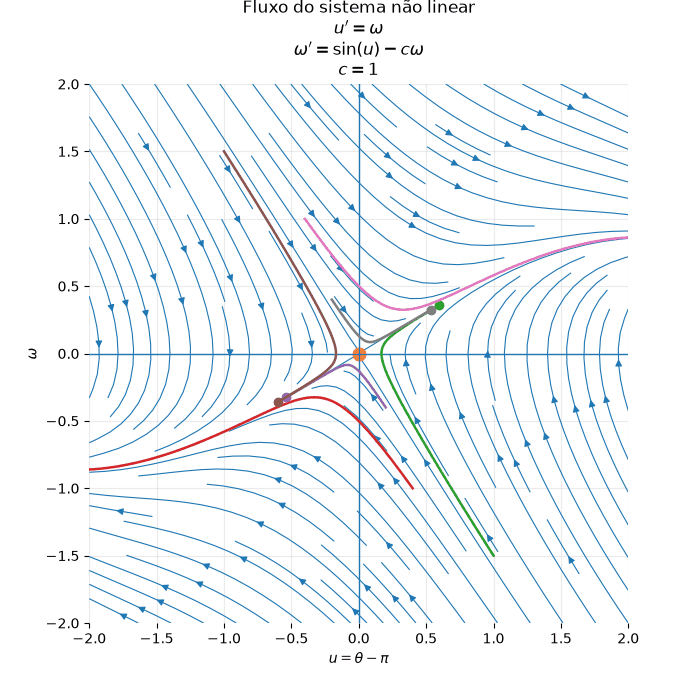 Fluxo do sistema não linear
u′ = ω
ω′ = sin(u) − cω
c = 1
2.0
1.5
1.0
0.5
0.0
−0.5
−1.0
−1.5
−2.0
ω
−2.0 −1.5 −1.0 −0.5 0.0 0.5 1.0 1.5 2.0
u = θ − π